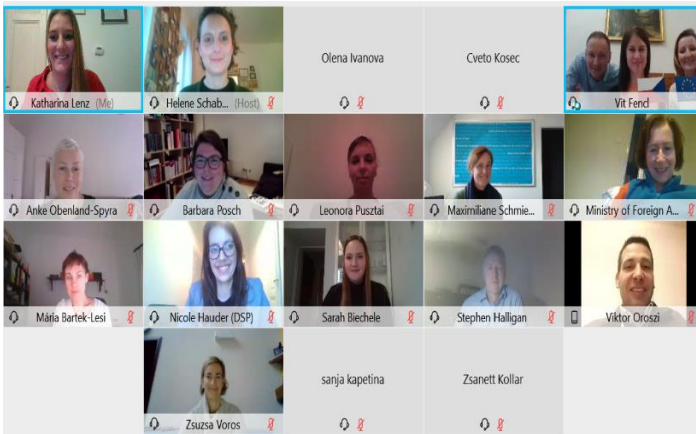 Katharina Lenz (Me)
Helene Schab... (Host)
Olena Ivanova
Cveto Kosec
Vit Fencl
Anke Obenland-Spyra
Barbara Posch
Leonora Pusztai
Maximiliane Schmie...
Ministry of Foreign A...
Mária Bartek-Lesi
Nicole Hauder (DSP)
Sarah Biechele
Stephen Halligan
Viktor Oroszi
Zsuzsa Voros
sanja kapetina
Zsanett Kollar